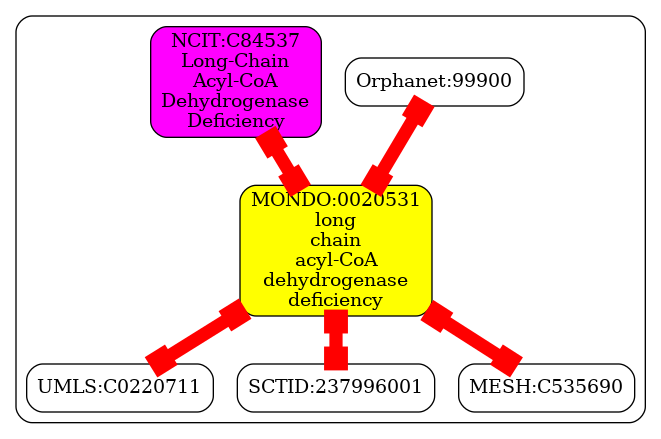 NCIT:C84537
Long-Chain
Acyl-CoA
Dehydrogenase
Deficiency
Orphanet:99900
MONDO:0020531
long
chain
acyl-CoA
dehydrogenase
deficiency
UMLS:C0220711
SCTID:237996001
MESH:C535690